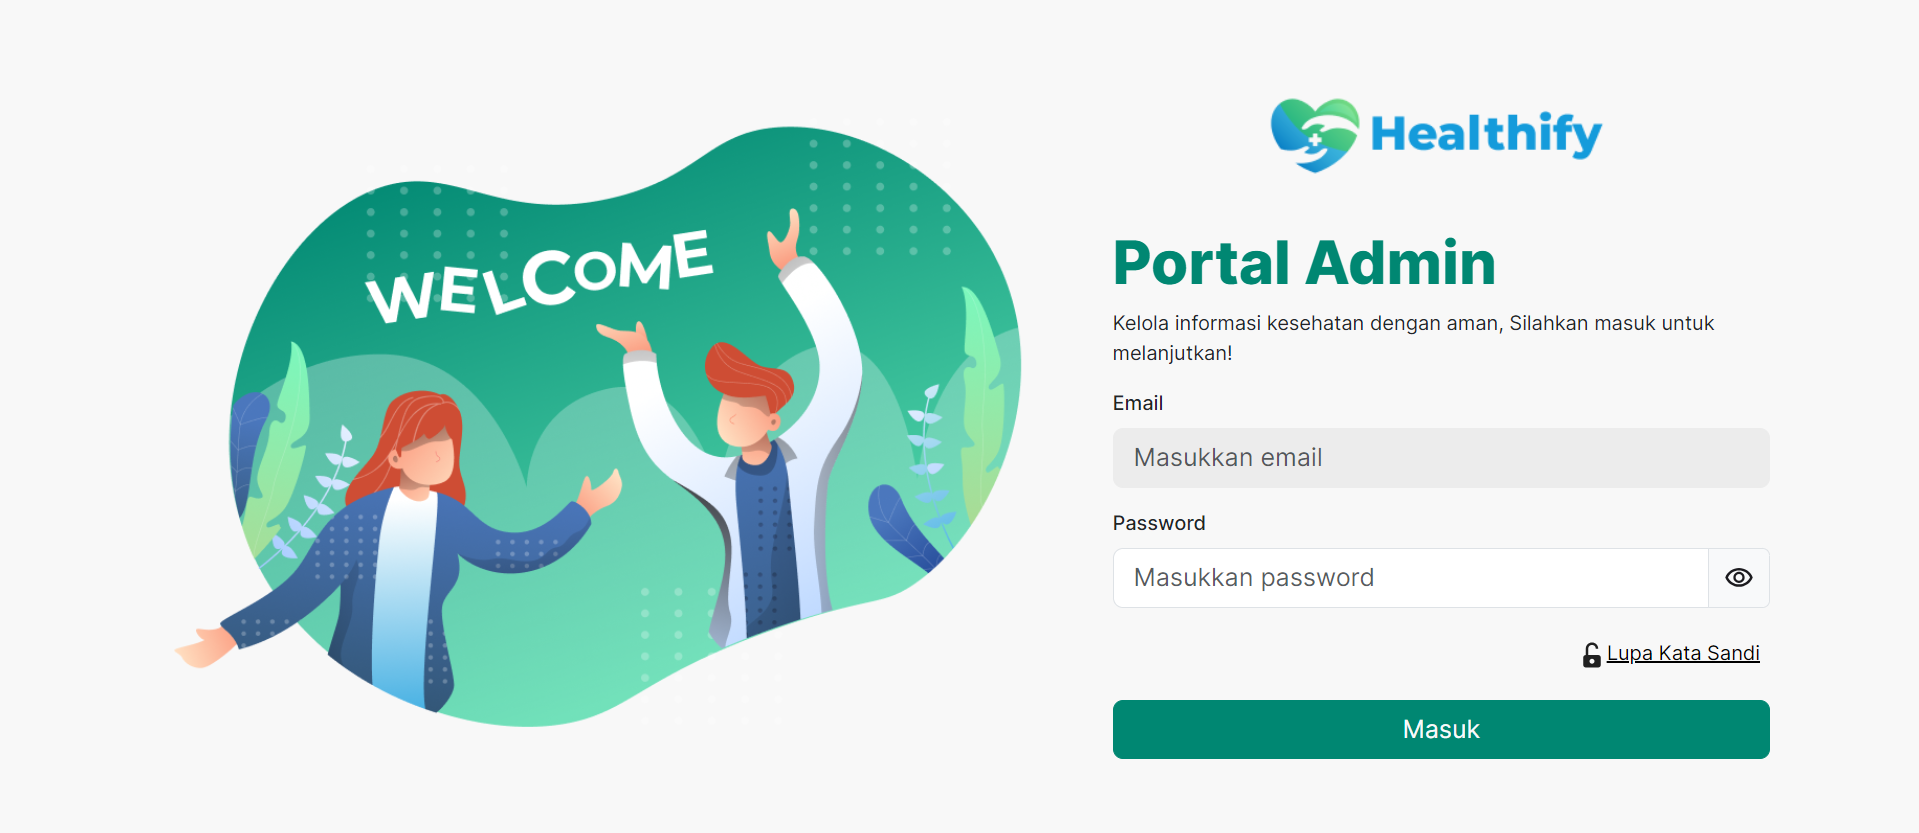 WELCOME
Healthify
Portal Admin
Kelola informasi kesehatan dengan aman, Silahkan masuk untuk
melanjutkan!
Email
Masukkan email
Password
Masukkan password
Lupa Kata Sandi
Masuk